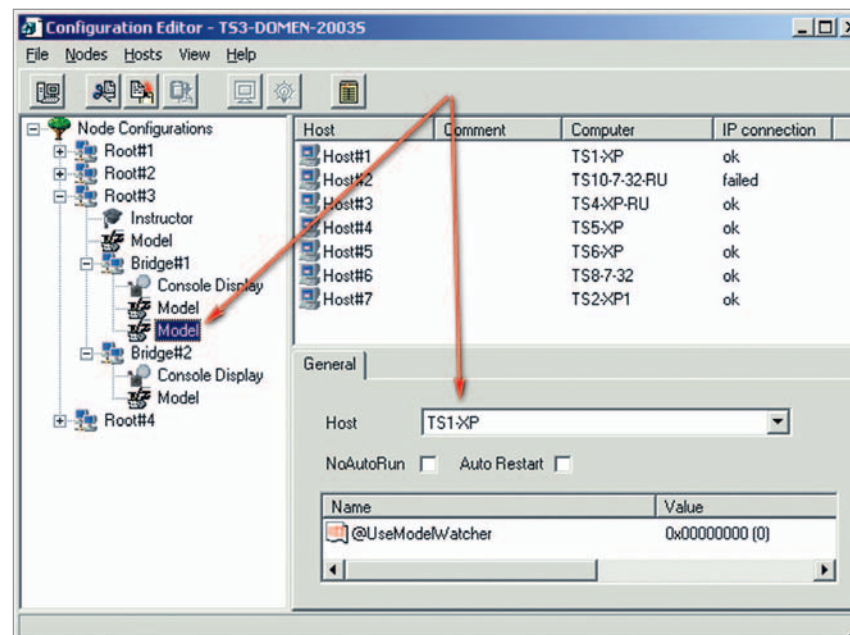 Configuration Editor - TS3-DOMEN-2003S
File Nodes Hosts View Help
Node Configurations
Root#1
Root#2
Root#3
Instructor
Model
Bridge#1
Console Display
Model
Model
Bridge#2
Console Display
Model
Root#4
Host Comment Computer IP connection
Host#1 TS1-XP ok
Host#2 TS10-7-32-RU failed
Host#3 TS4-XP-RU ok
Host#4 TS5-XP ok
Host#5 TS6-XP ok
Host#6 TS8-7-32 ok
Host#7 TS2-XP1 ok
General
Host TS1-XP
NoAutoRun Auto Restart
Name Value
@UseModelWatcher 0x00000000 (0)